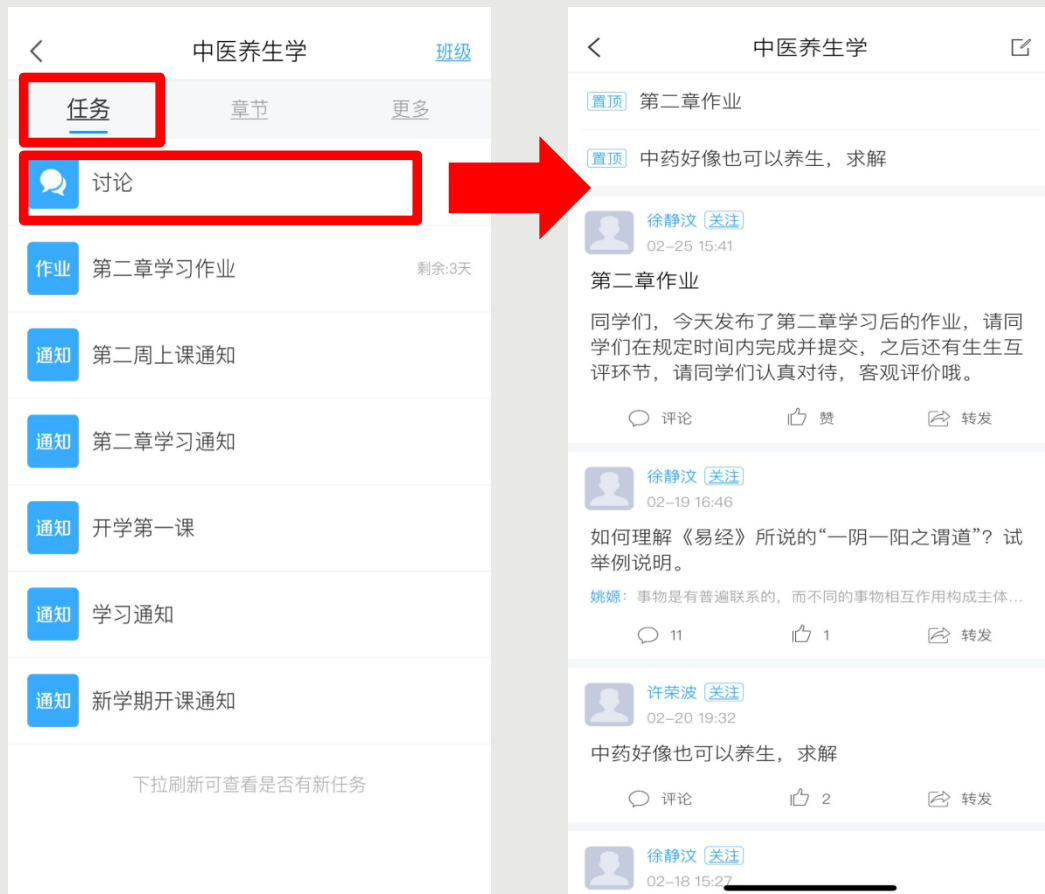 中医养生学
班级
任务
章节
更多
讨论
作业
第二章学习作业
剩余:3天
通知
第二周上课通知
通知
第二章学习通知
通知
开学第一课
通知
学习通知
通知
新学期开课通知
下拉刷新可查看是否有新任务
中医养生学
置顶 第二章作业
置顶 中药好像也可以养生，求解
徐静汶 关注
02-25 15:41
第二章作业
同学们，今天发布了第二章学习后的作业，请同
学们在规定时间内完成并提交，之后还有生生互
评环节，请同学们认真对待，客观评价哦。
评论
赞
转发
徐静汶 关注
02-19 16:46
如何理解《易经》所说的“一阴一阳之谓道”？试
举例说明。
姚嫄：事物是有普遍联系的，而不同的事物相互作用构成主体...
11
1
转发
许荣波 关注
02-20 19:32
中药好像也可以养生，求解
评论
2
转发
徐静汶 关注
02-18 15:27